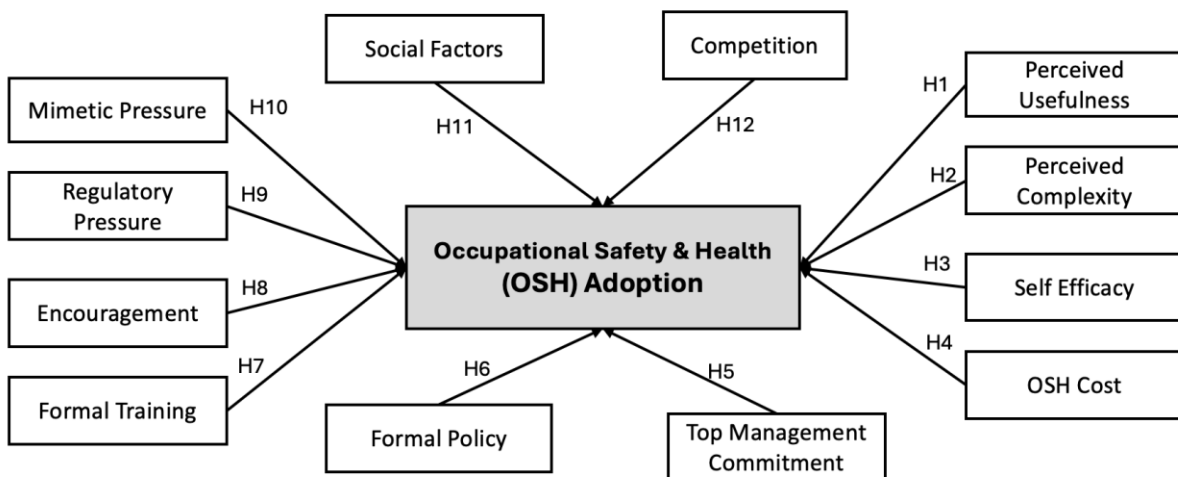 Social Factors
Competition
Mimetic Pressure
H10
H11
H12
H1
Perceived
Usefulness
Regulatory
Pressure
H9
H2
Perceived
Complexity
Occupational Safety & Health
(OSH) Adoption
Encouragement
H8
H3
Self Efficacy
Formal Training
H7
H6
H5
H4
OSH Cost
Formal Policy
Top Management
Commitment